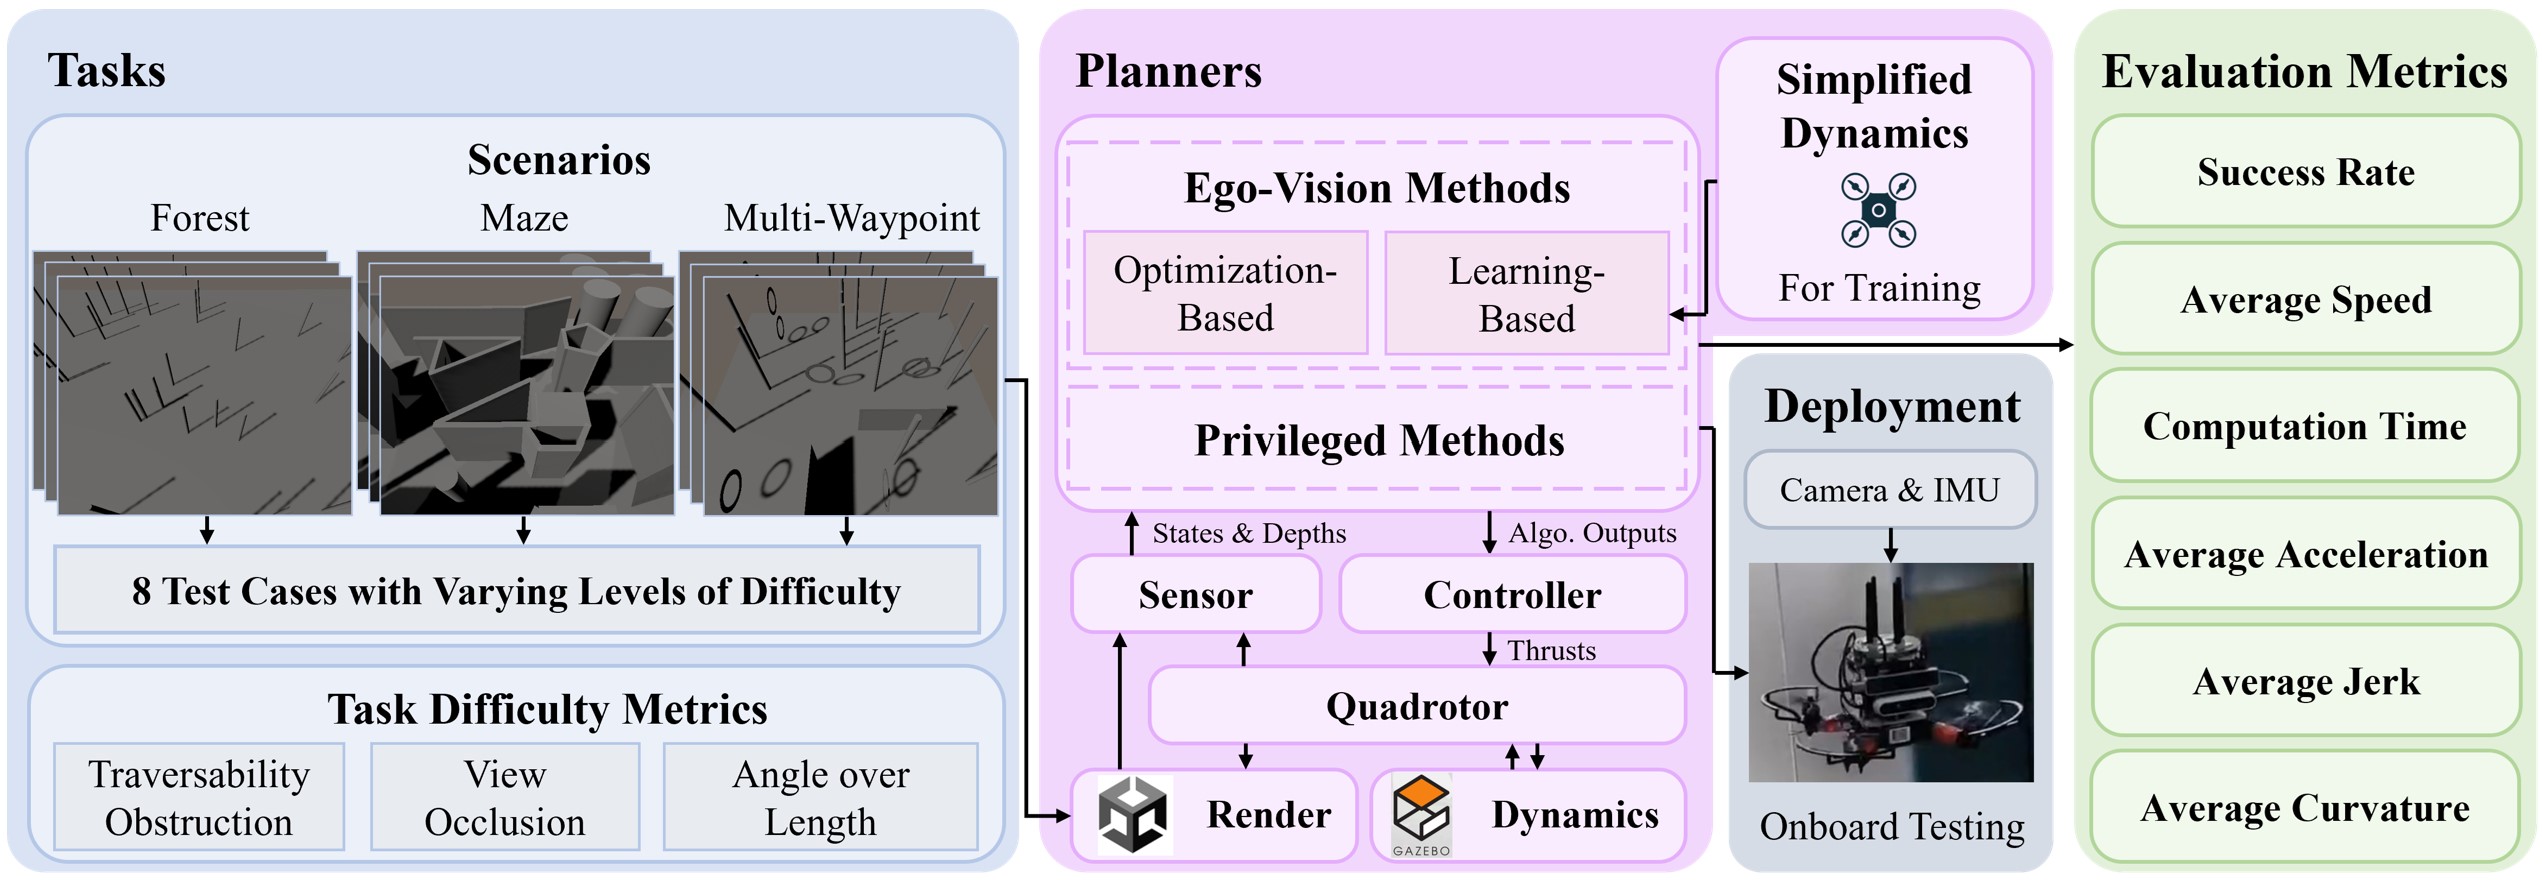 Tasks
Scenarios
Forest
Maze
Multi-Waypoint
8 Test Cases with Varying Levels of Difficulty
Task Difficulty Metrics
Traversability
Obstruction
View
Occlusion
Angle over
Length
Planners
Ego-Vision Methods
Optimization-
Based
Learning-
Based
Privileged Methods
States & Depths
Algo. Outputs
Sensor
Controller
Thrusts
Quadrotor
Render
GAZEBO
Dynamics
Simplified
Dynamics
For Training
Deployment
Camera & IMU
Onboard Testing
Evaluation Metrics
Success Rate
Average Speed
Computation Time
Average Acceleration
Average Jerk
Average Curvature